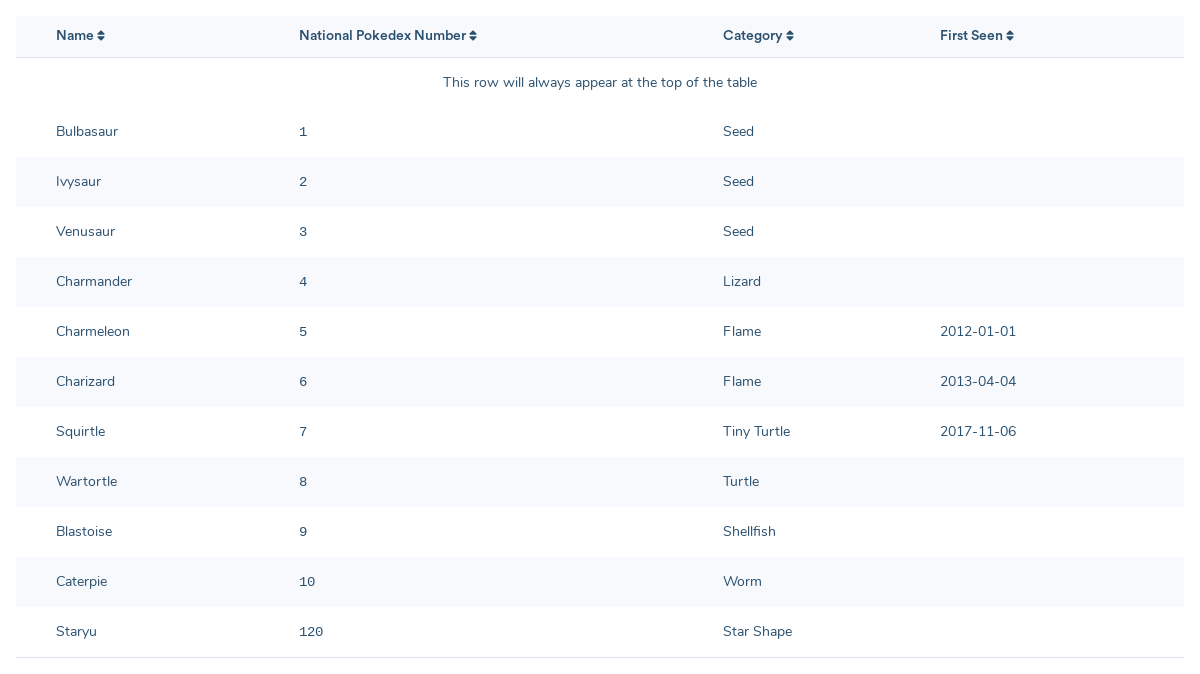 Name National Pokedex Number Category First Seen
This row will always appear at the top of the table
Bulbasaur 1 Seed
Ivysaur 2 Seed
Venusaur 3 Seed
Charmander 4 Lizard
Charmeleon 5 Flame 2012-01-01
Charizard 6 Flame 2013-04-04
Squirtle 7 Tiny Turtle 2017-11-06
Wartortle 8 Turtle
Blastoise 9 Shellfish
Caterpie 10 Worm
Staryu 120 Star Shape